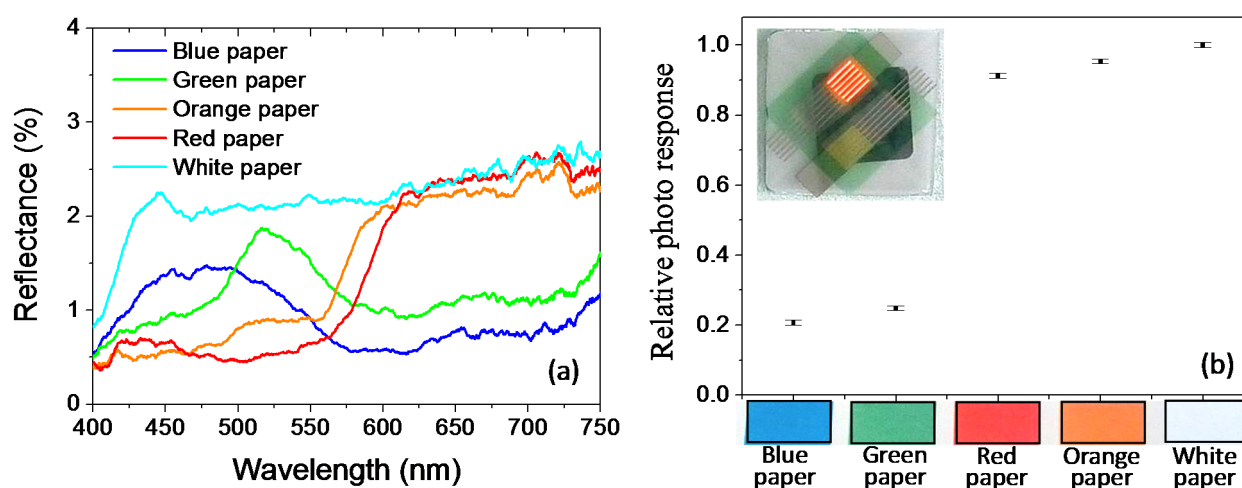 4
3
2
1
0
Reflectance (%)
Blue paper
Green paper
Orange paper
Red paper
White paper
(a)
400 450 500 550 600 650 700 750
Wavelength (nm)
1.0
0.8
0.6
0.4
0.2
0.0
Relative photo response
(b)
Blue paper
Green paper
Red paper
Orange paper
White paper